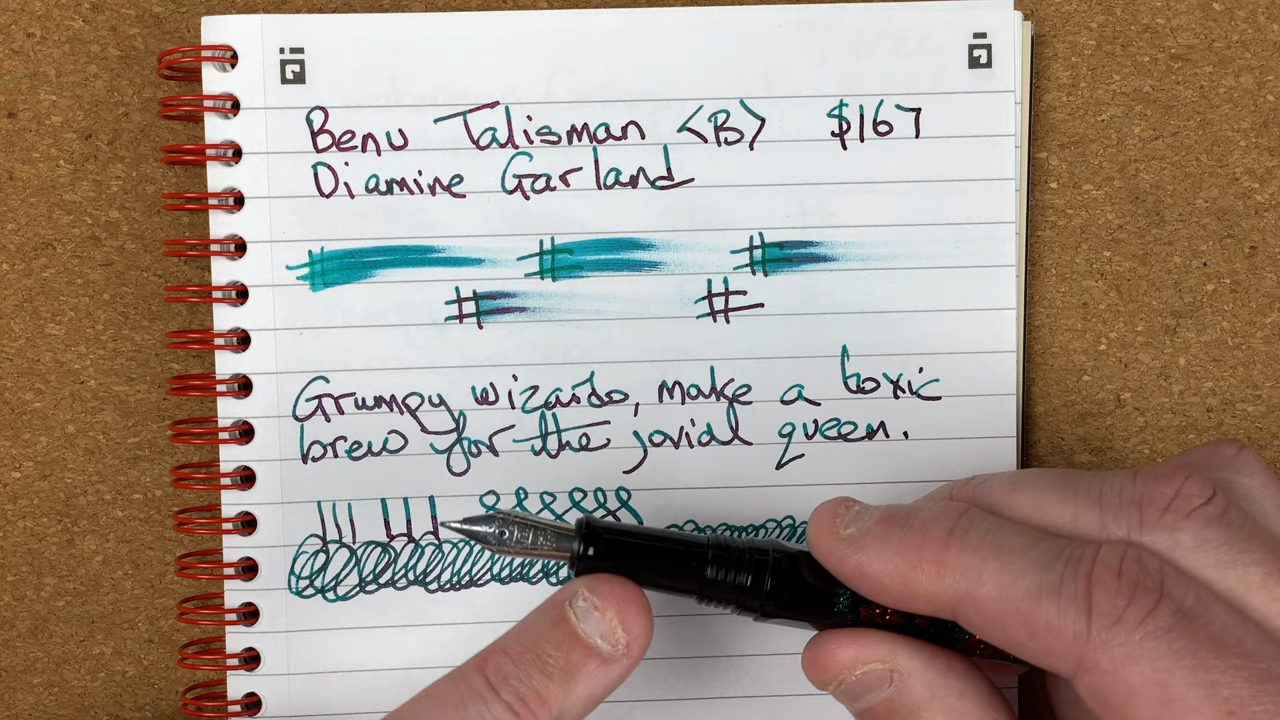 Benu Talisman <B> $167
Diamine Garland
# # #
# #
Grumpy wizards, make a toxic
brew for the jovial queen.